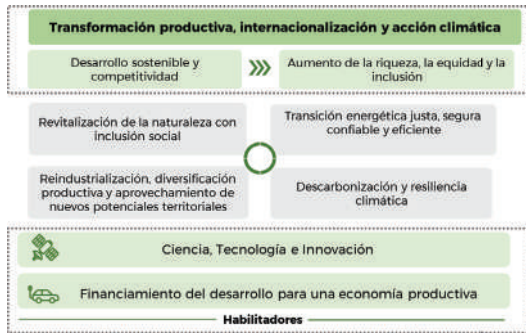 Transformación productiva, internacionalización y acción climática
Desarrollo sostenible y
competitividad
Aumento de la riqueza, la equidad y la
inclusión
Revitalización de la naturaleza con
inclusión social
Transición energética justa, segura
confiable y eficiente
Reindustrialización, diversificación
productiva y aprovechamiento de
nuevos potenciales territoriales
Descarbonización y resiliencia
climática
Ciencia, Tecnología e Innovación
Financiamiento del desarrollo para una economía productiva
Habilitadores